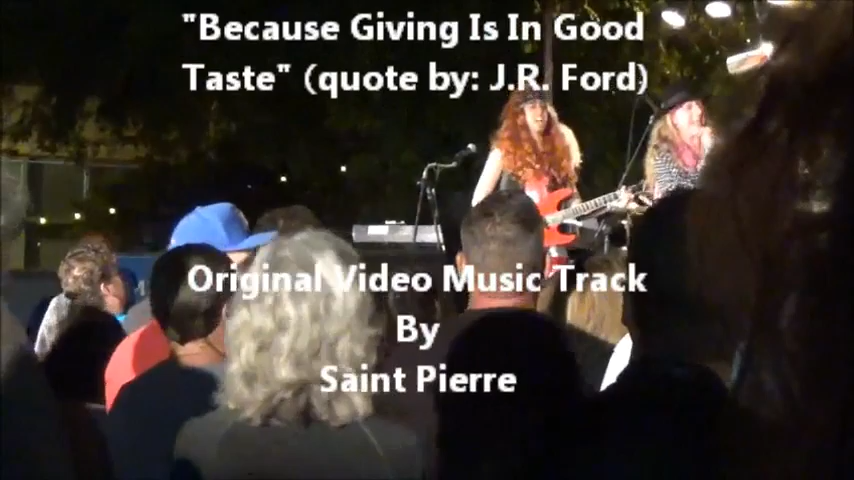 "Because Giving Is In Good
Taste" (quote by: J.R. Ford)
Original Video Music Track
By
Saint Pierre